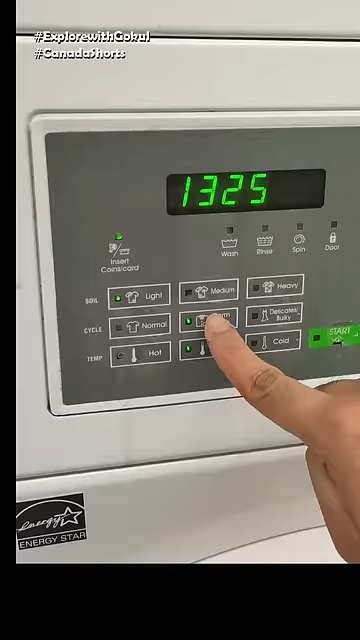 #ExplorewithGokul
#CanadaShorts
1325
Insert
Coins/card
Wash
Rinse
Spin
Door
SOIL
Light
Medium
Heavy
CYCLE
Normal
Delicates/
Bulky
START
TEMP
Hot
Cold
energy
ENERGY STAR